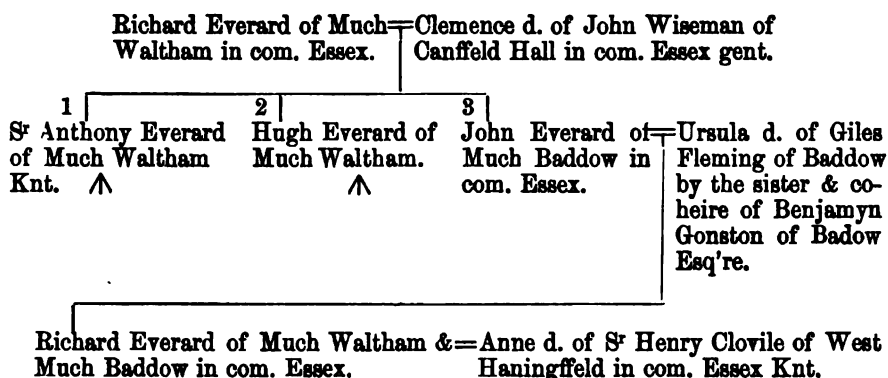 Richard Everard of Much=Clemence d. of John Wiseman of
Waltham in com. Essex. Canffeld Hall in com. Essex gent.
1 2 3
Sr Anthony Everard
of Much Waltham
Knt.
Hugh Everard of
Much Waltham.
John Everard of=Ursula d. of Giles
Much Baddow in Fleming of Baddow
com. Essex. by the sister & co-
heire of Benjamyn
Gonston of Badow
Esq're.
Richard Everard of Much Waltham &=Anne d. of Sr Henry Clovile of West
Much Baddow in com. Essex. Haningffeld in com. Essex Knt.